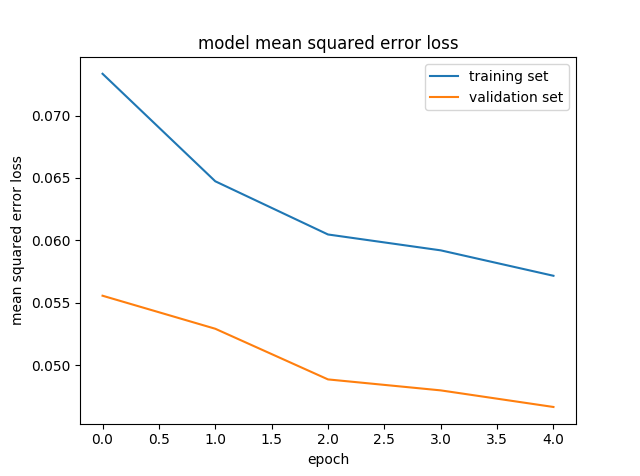 model mean squared error loss
training set
validation set
0.070
0.065
0.060
0.055
0.050
mean squared error loss
0.0 0.5 1.0 1.5 2.0 2.5 3.0 3.5 4.0
epoch